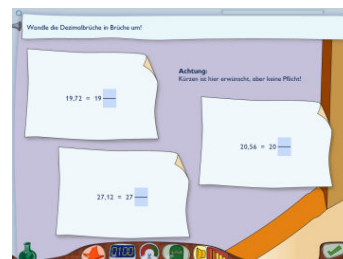 Wandle die Dezimalbrüche in Brüche um!
Achtung:
Kürzen ist hier erwünscht, aber keine Pflicht!
19,72 = 19
20,56 = 20
27,12 = 27